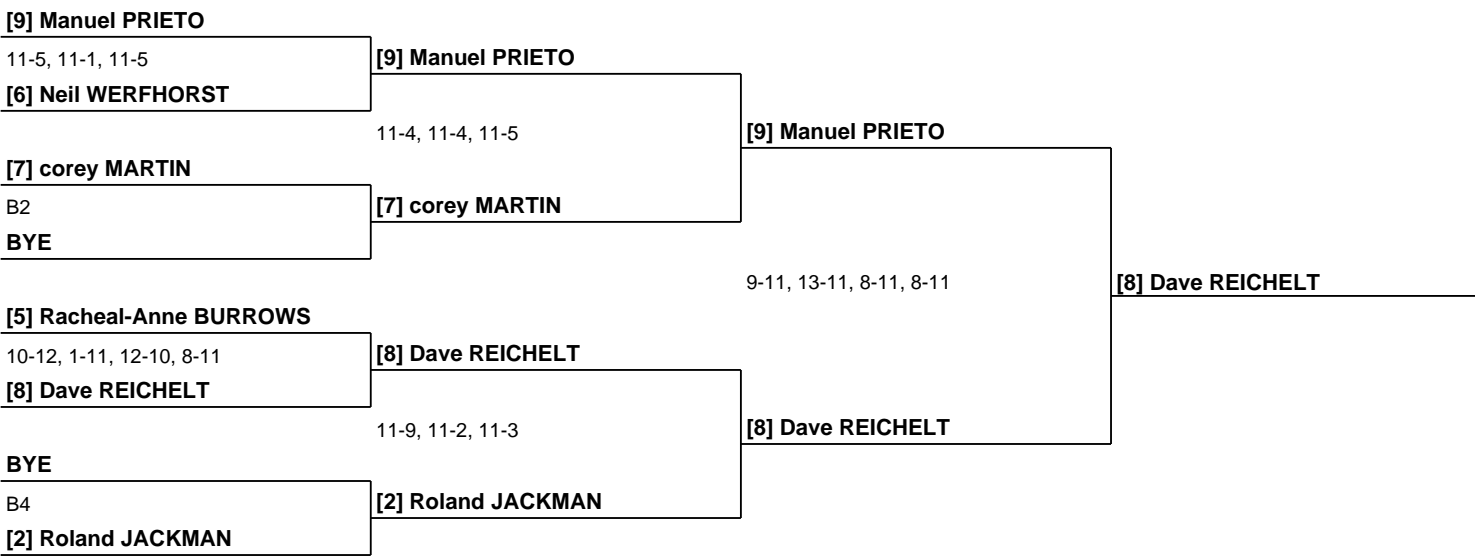 [9] Manuel PRIETO
11-5, 11-1, 11-5
[9] Manuel PRIETO
[6] Neil WERFHORST
11-4, 11-4, 11-5
[9] Manuel PRIETO
[7] corey MARTIN
B2
[7] corey MARTIN
BYE
9-11, 13-11, 8-11, 8-11
[8] Dave REICHELT
[5] Racheal-Anne BURROWS
10-12, 1-11, 12-10, 8-11
[8] Dave REICHELT
[8] Dave REICHELT
11-9, 11-2, 11-3
[8] Dave REICHELT
BYE
B4
[2] Roland JACKMAN
[2] Roland JACKMAN